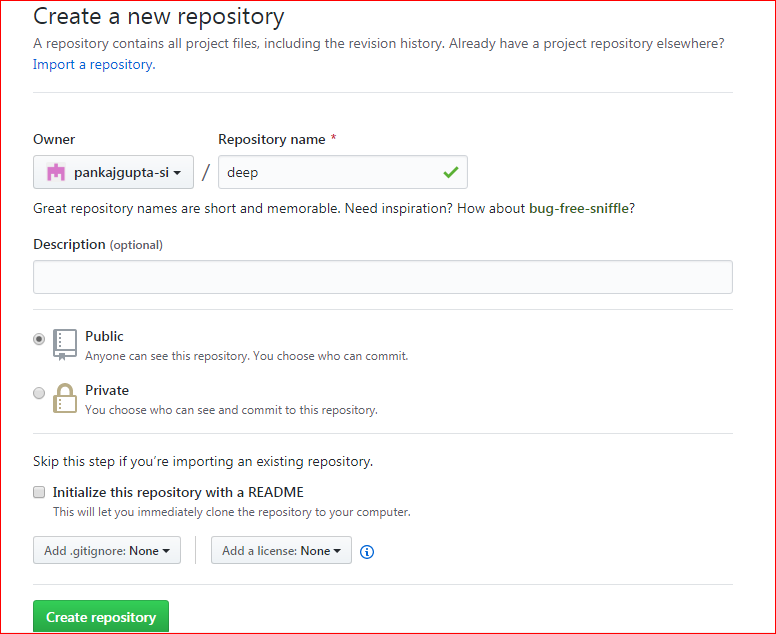 Create a new repository
A repository contains all project files, including the revision history. Already have a project repository elsewhere?
Import a repository.
Owner
Repository name *
pankajgupta-si / deep
Great repository names are short and memorable. Need inspiration? How about bug-free-sniffle?
Description (optional)
Public
Anyone can see this repository. You choose who can commit.
Private
You choose who can see and commit to this repository.
Skip this step if you’re importing an existing repository.
Initialize this repository with a README
This will let you immediately clone the repository to your computer.
Add .gitignore: None
Add a license: None
Create repository